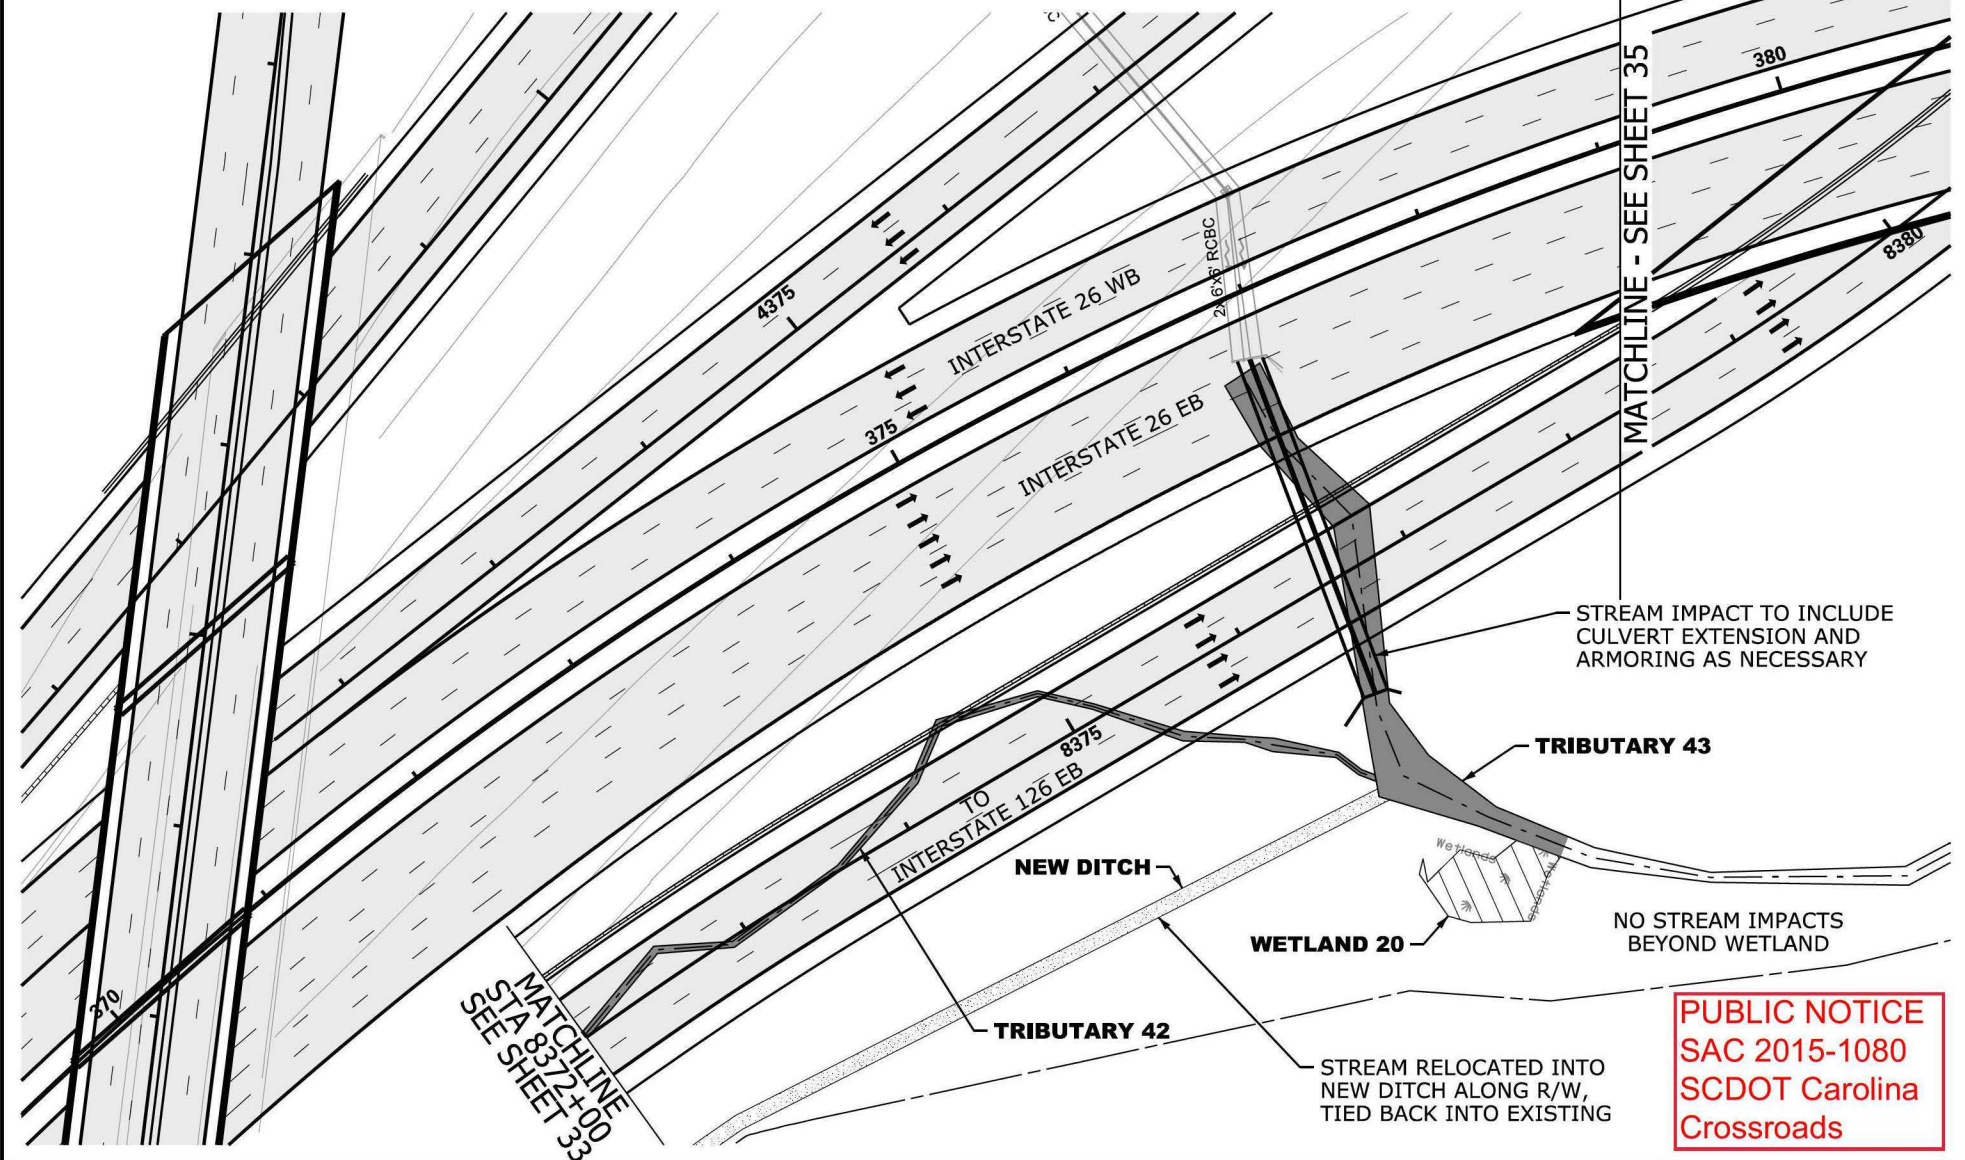 380
8380
MATCHLINE - SEE SHEET 35
4375
INTERSTATE 26 WB
2 - 6'x6' RCBC
375
INTERSTATE 26 EB
STREAM IMPACT TO INCLUDE
CULVERT EXTENSION AND
ARMORING AS NECESSARY
TRIBUTARY 43
8375
TO
INTERSTATE 126 EB
NEW DITCH
Wetlands
Wetlands
WETLAND 20
NO STREAM IMPACTS
BEYOND WETLAND
370
MATCHLINE
STA 8372+00
SEE SHEET 33
TRIBUTARY 42
STREAM RELOCATED INTO
NEW DITCH ALONG R/W,
TIED BACK INTO EXISTING
PUBLIC NOTICE
SAC 2015-1080
SCDOT Carolina
Crossroads